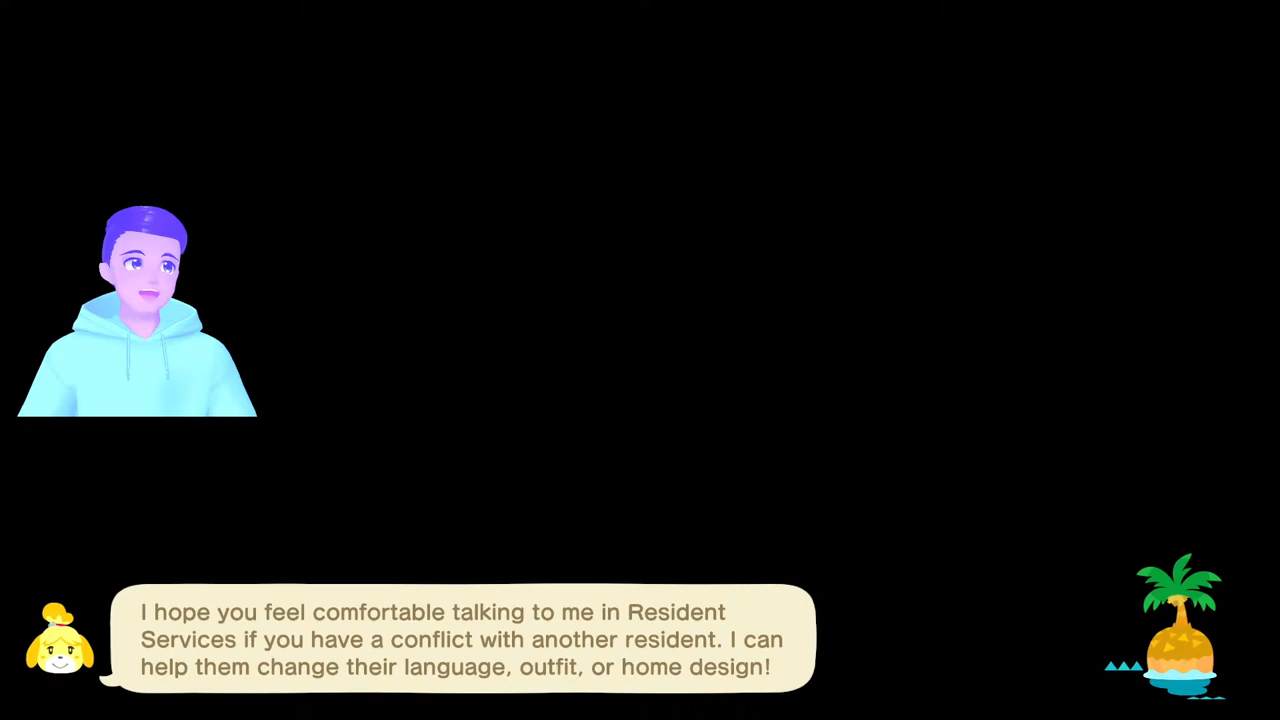 I hope you feel comfortable talking to me in Resident
Services if you have a conflict with another resident. I can
help them change their language, outfit, or home design!